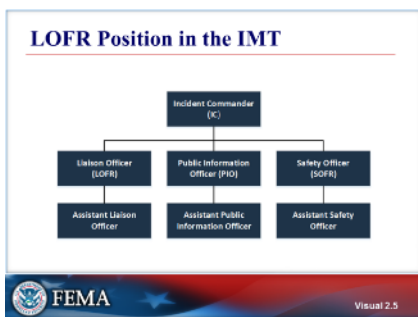 LOFR Position in the IMT
Incident Commander
(IC)
Liaison Officer
(LOFR)
Public Information
Officer (PIO)
Safety Officer
(SOFR)
Assistant Liaison
Officer
Assistant Public
Information Officer
Assistant Safety
Officer
FEMA
Visual 2.5